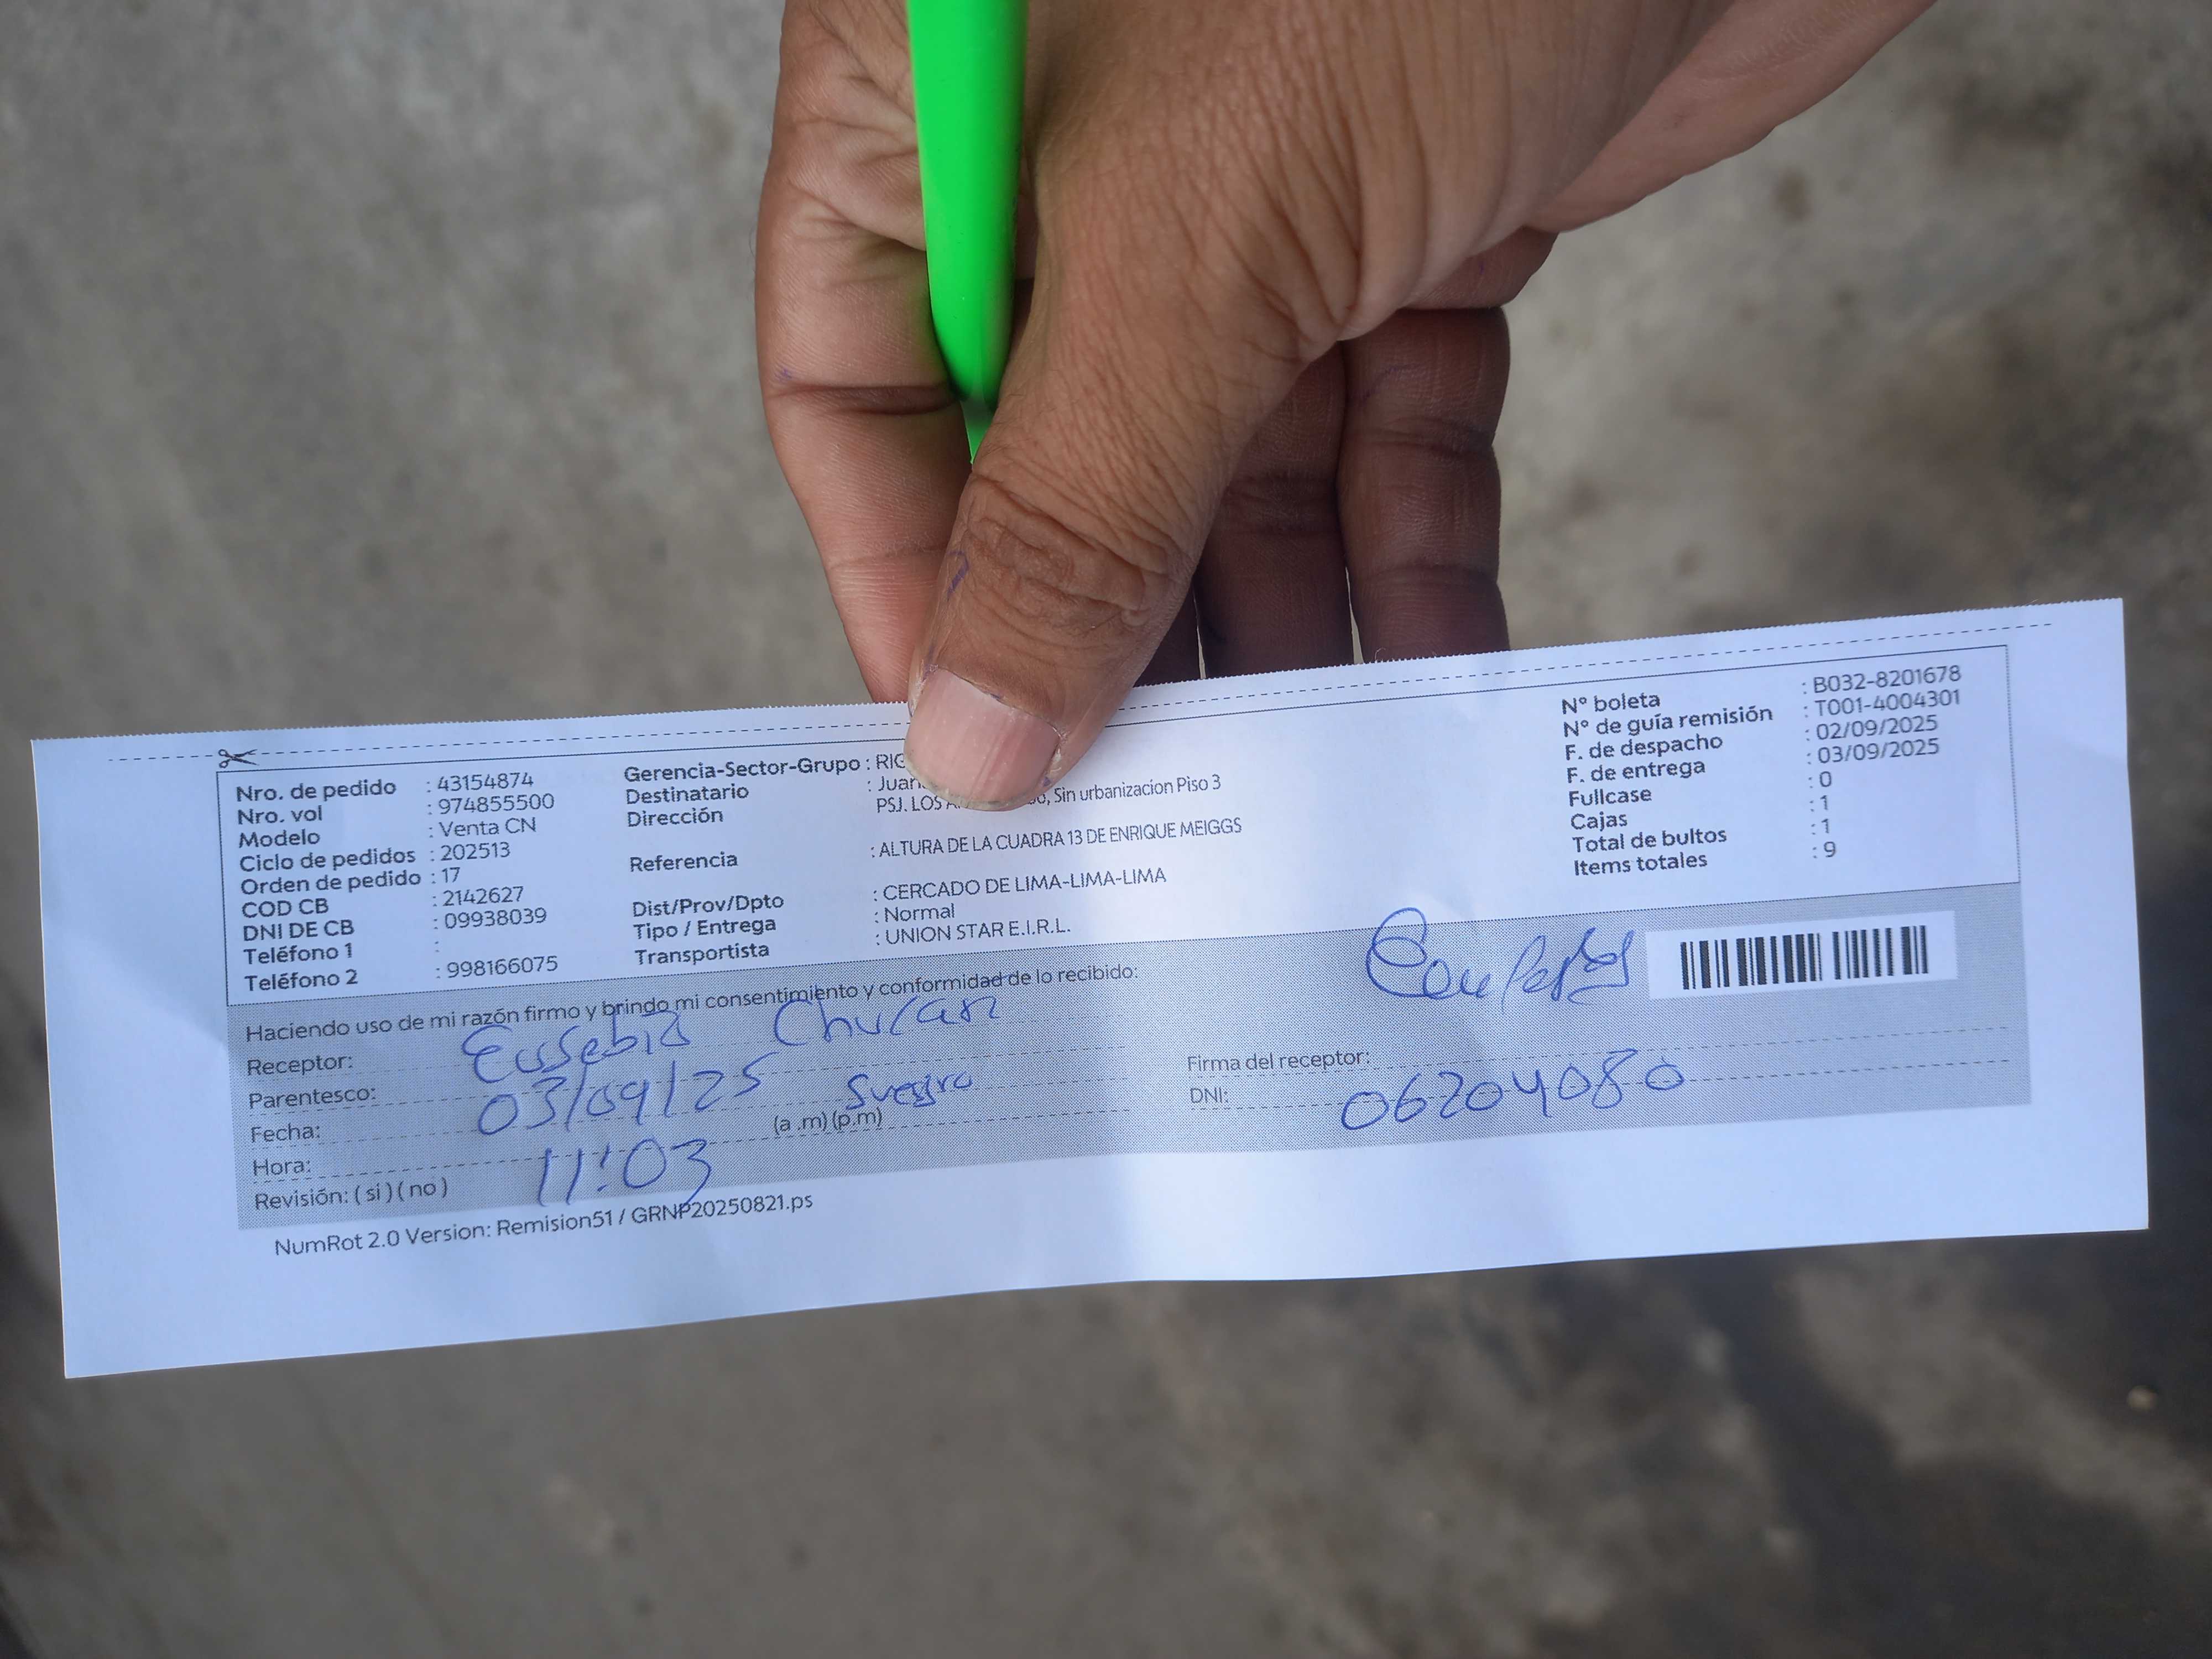 Nro. de pedido : 43154874
Nro. vol : 974855500
Modelo : Venta CN
Ciclo de pedidos : 202513
Orden de pedido : 17
COD CB : 2142627
DNI DE CB : 09938039
Teléfono 1 :
Teléfono 2 : 998166075
Gerencia-Sector-Grupo :
Destinatario :
Dirección PSJ. LOS Sin urbanizacion Piso 3
Referencia : ALTURA DE LA CUADRA 13 DE ENRIQUE MEIGGS
Dist/Prov/Dpto : CERCADO DE LIMA-LIMA-LIMA
Tipo / Entrega : Normal
Transportista : UNION STAR E.I.R.L.
N° boleta : B032-8201678
N° de guía remisión : T001-4004301
F. de despacho : 02/09/2025
F. de entrega : 03/09/2025
Fullcase : 0
Cajas : 1
Total de bultos : 1
Items totales : 9
Haciendo uso de mi razón firmo y brindo mi consentimiento y conformidad de lo recibido:
Receptor: Eusebio Chucan
Parentesco: Suegro
Fecha: 03/09/25
Hora: 11:03 (a .m) (p.m)
Revisión: ( si ) ( no )
Firma del receptor:
DNI: 06204080
NumRot 2.0 Version: Remision51 / GRNP20250821.ps